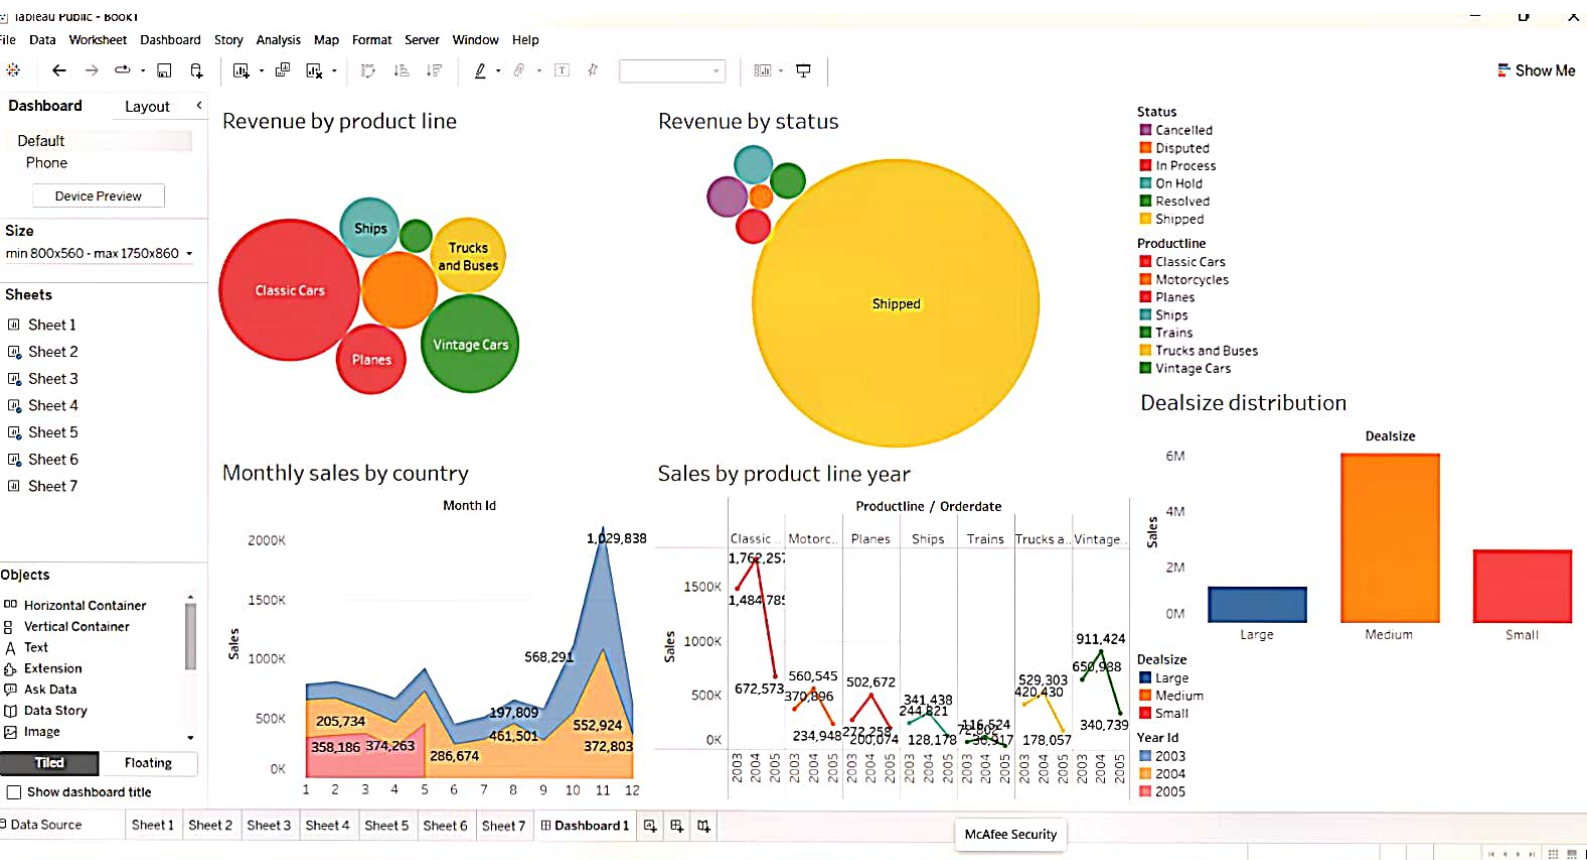 Tableau Public - Book1
File Data Worksheet Dashboard Story Analysis Map Format Server Window Help
Show Me
Dashboard Layout
Default
Phone
Device Preview
Size
min 800x560 - max 1750x860
Sheets
Sheet 1
Sheet 2
Sheet 3
Sheet 4
Sheet 5
Sheet 6
Sheet 7
Objects
Horizontal Container
Vertical Container
Text
Extension
Ask Data
Data Story
Image
Tiled Floating
Show dashboard title
Revenue by product line
Ships
Trucks
and Buses
Classic Cars
Vintage Cars
Planes
Revenue by status
Shipped
Status
Cancelled
Disputed
In Process
On Hold
Resolved
Shipped
Productline
Classic Cars
Motorcycles
Planes
Ships
Trains
Trucks and Buses
Vintage Cars
Monthly sales by country
Month Id
Sales
2000K
1500K
1000K
500K
0K
1,029,838
568,291
205,734
197,809
552,924
358,186 374,263
461,501
372,803
286,674
1 2 3 4 5 6 7 8 9 10 11 12
Sales by product line year
Productline / Orderdate
Classic .. Motorc.. Planes Ships Trains Trucks a.. Vintage..
Sales
1500K
1000K
500K
0K
1,484,785
911,424
650,988
560,545
529,303
502,672
672,573
370,896
420,430
341,438
244,821
116,524
340,739
234,948
272,258
200,074
128,178
36,917
178,057
2003 2004 2005 2003 2004 2005 2003 2004 2005 2003 2004 2005 2003 2004 2005 2003 2004 2005 2003 2004 2005
Dealsize distribution
Dealsize
Sales
6M
4M
2M
0M
Large Medium Small
Dealsize
Large
Medium
Small
Year Id
2003
2004
2005
Data Source Sheet 1 Sheet 2 Sheet 3 Sheet 4 Sheet 5 Sheet 6 Sheet 7 Dashboard 1
McAfee Security